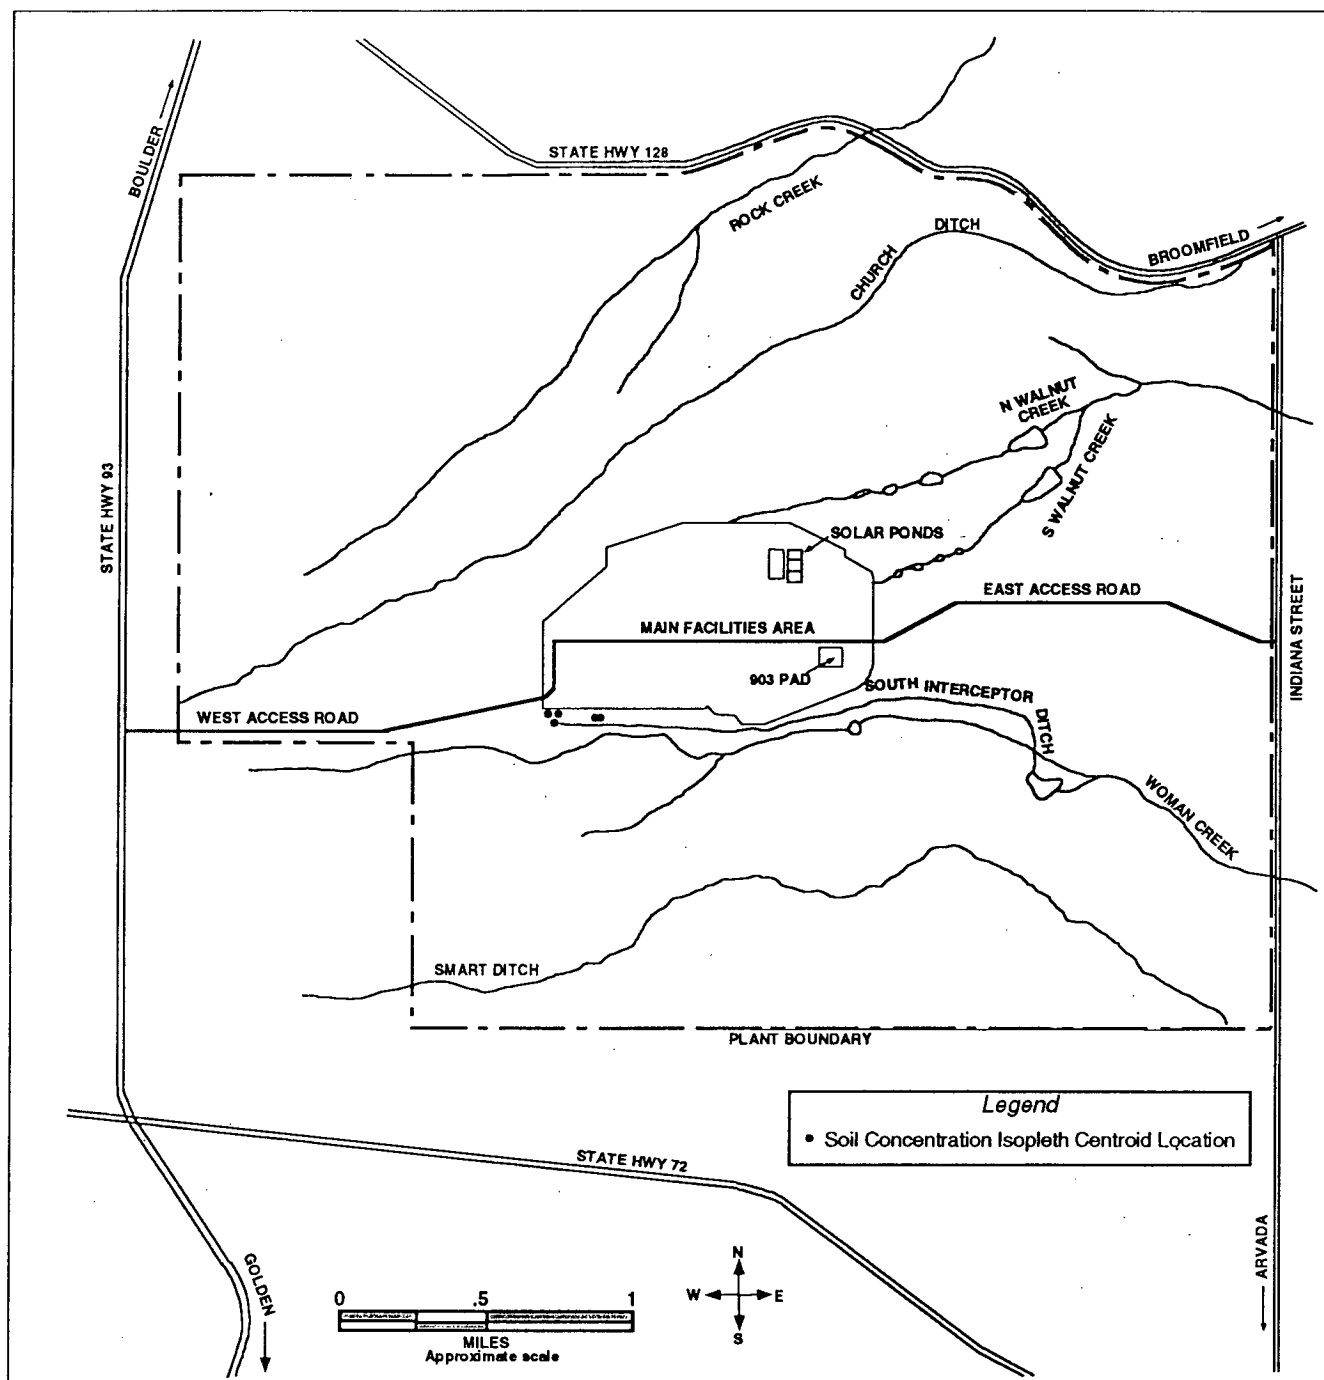 BOULDER
STATE HWY 128
ROCK CREEK
DITCH
CHURCH
BROOMFIELD
N WALNUT
CREEK
S WALNUT CREEK
STATE HWY 93
SOLAR PONDS
EAST ACCESS ROAD
INDIANA STREET
MAIN FACILITIES AREA
903 PAD
SOUTH INTERCEPTOR
DITCH
WEST ACCESS ROAD
WOMAN CREEK
SMART DITCH
PLANT BOUNDARY
Legend
• Soil Concentration Isopleth Centroid Location
STATE HWY 72
GOLDEN
ARVADA
N
W E
S
0 .5 1
MILES
Approximate scale